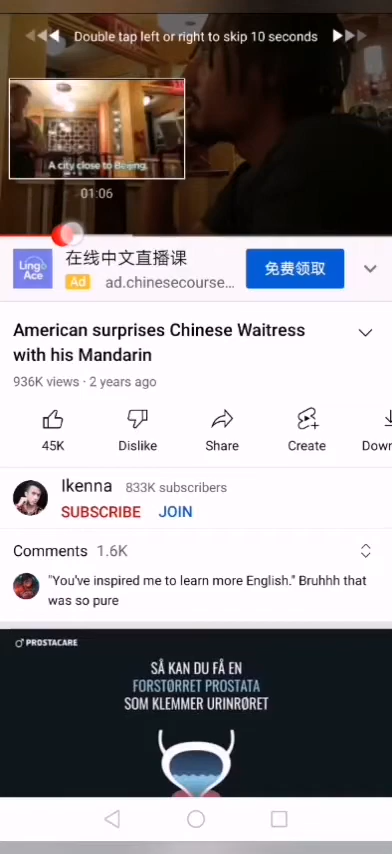 Double tap left or right to skip 10 seconds
A city close to Beijing.
01:06
在线中文直播课
LingoAce
Ad ad.chinesecourse...
免费领取
American surprises Chinese Waitress
with his Mandarin
936K views · 2 years ago
45K Dislike Share Create Down
Ikenna 833K subscribers
SUBSCRIBE JOIN
Comments 1.6K
"You've inspired me to learn more English." Bruhhh that
was so pure
PROSTACARE
SÅ KAN DU FÅ EN
FORSTØRRET PROSTATA
SOM KLEMMER URINRØRET